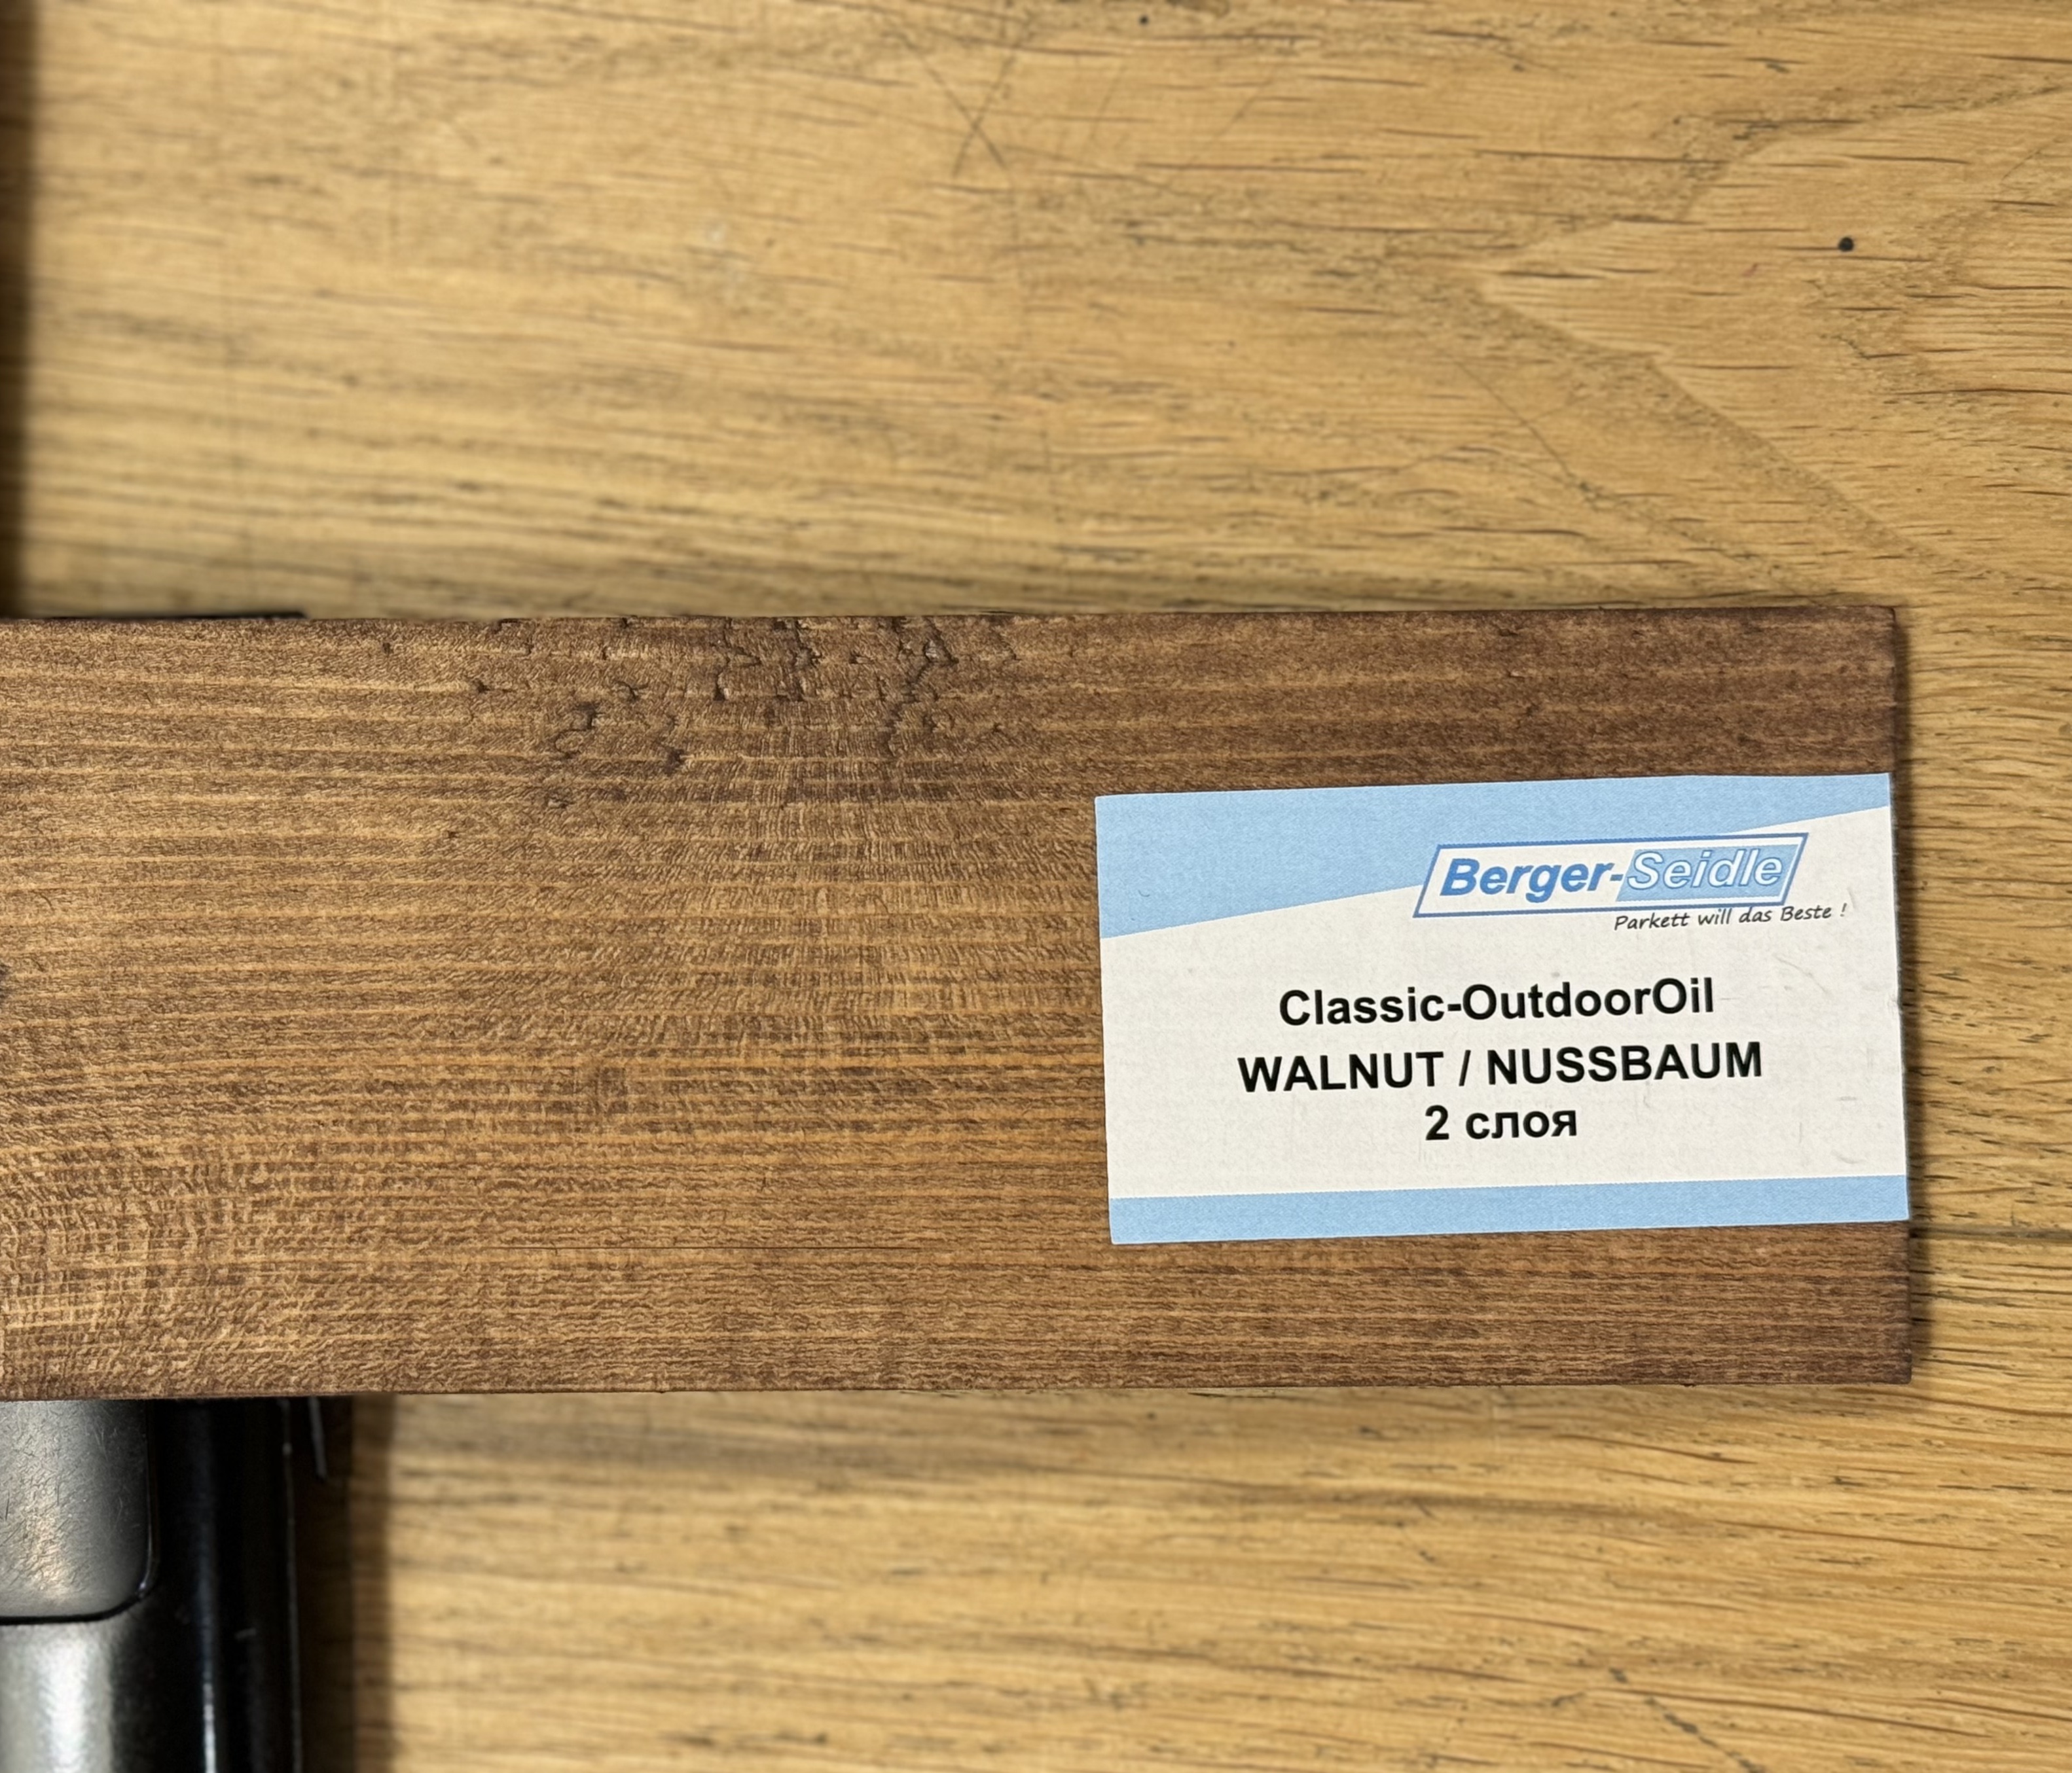 Berger-Seidle
Parkett will das Beste !
Classic-OutdoorOil
WALNUT / NUSSBAUM
2 слоя